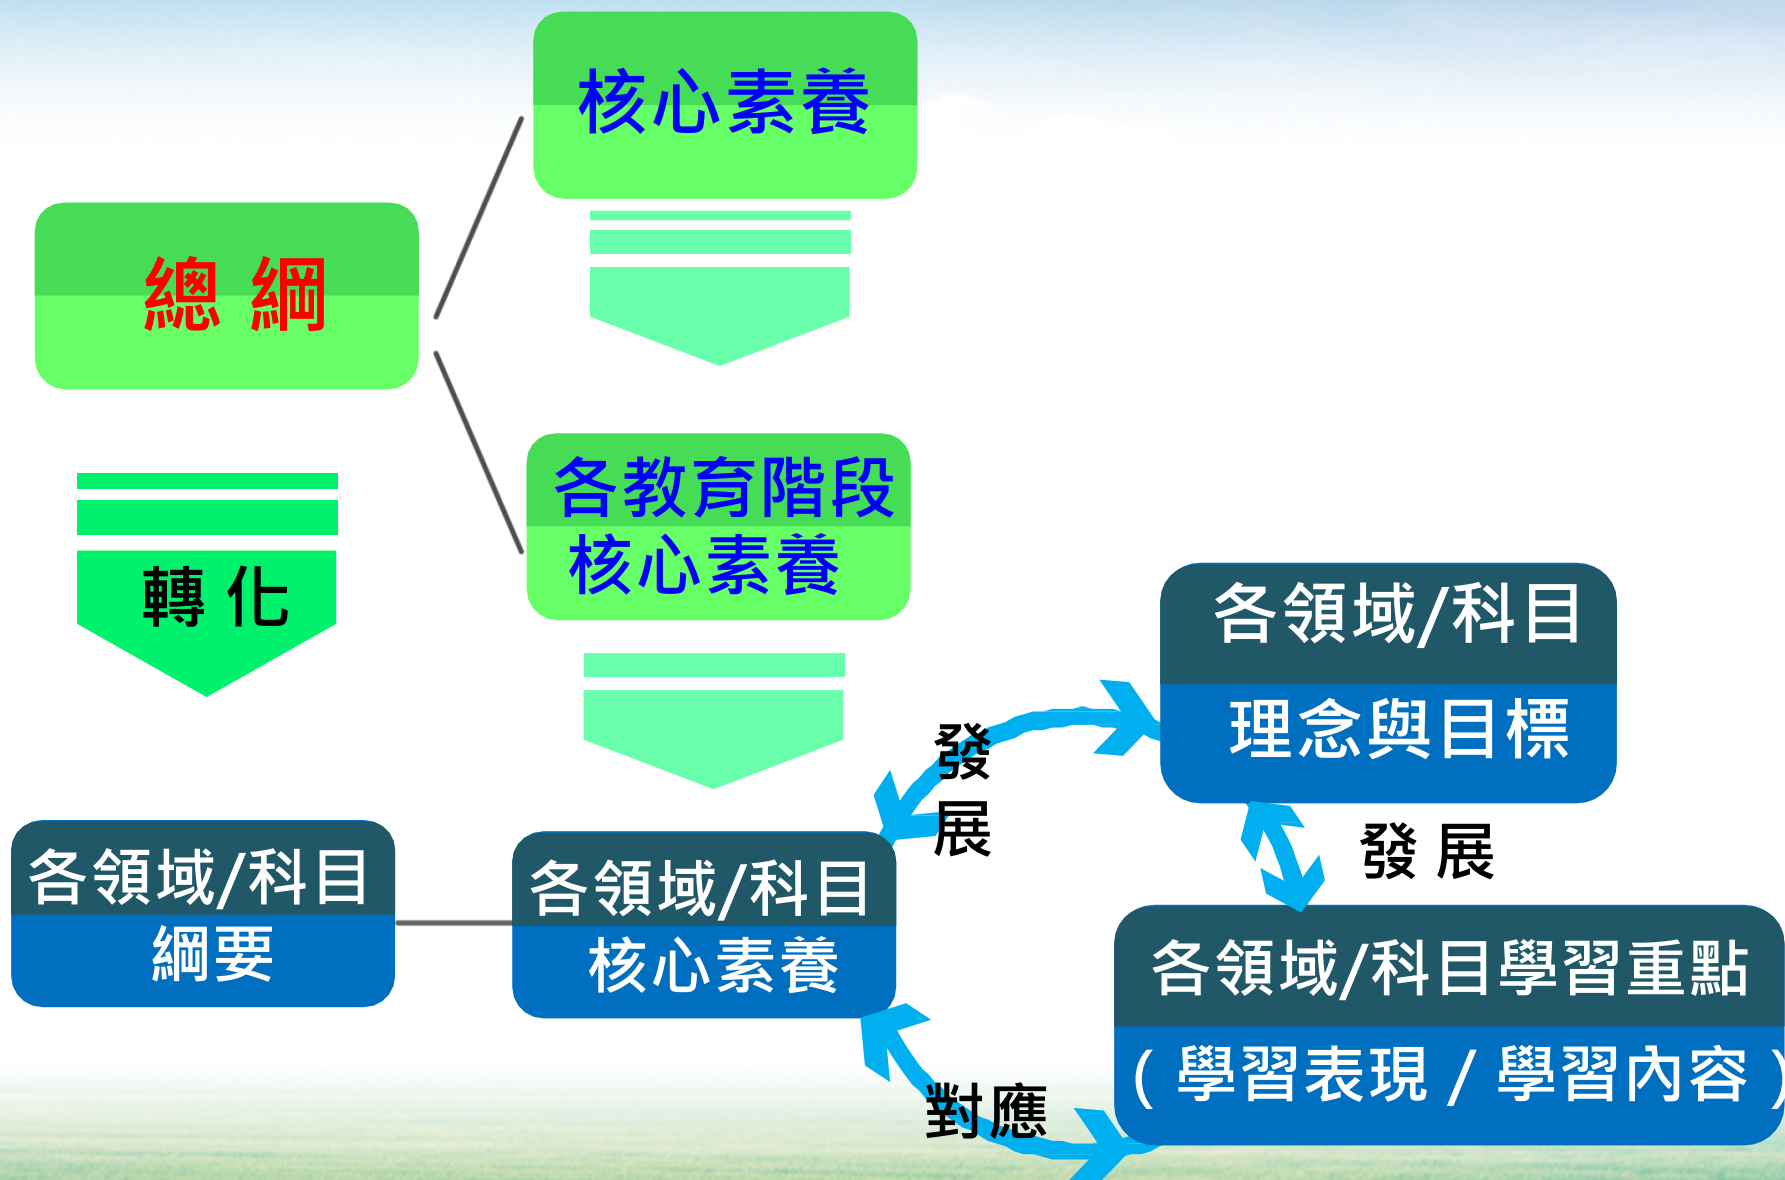 核心素養
總 綱
各教育階段
核心素養
轉 化
各領域/科目
理念與目標
發
展
發 展
各領域/科目
綱要
各領域/科目
核心素養
各領域/科目學習重點
( 學習表現 / 學習內容 )
對應